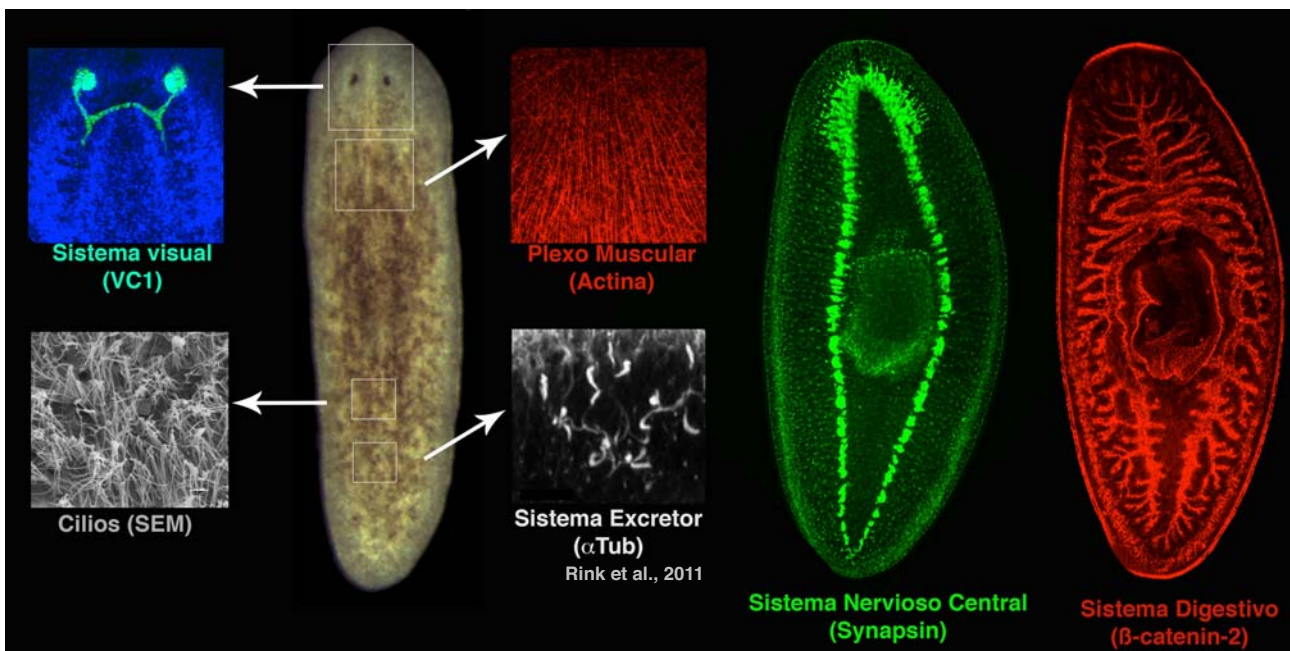 Sistema visual
(VC1)
Plexo Muscular
(Actina)
Cilios (SEM)
Sistema Excretor
(αTub)
Rink et al., 2011
Sistema Nervioso Central
(Synapsin)
Sistema Digestivo
(ß-catenin-2)